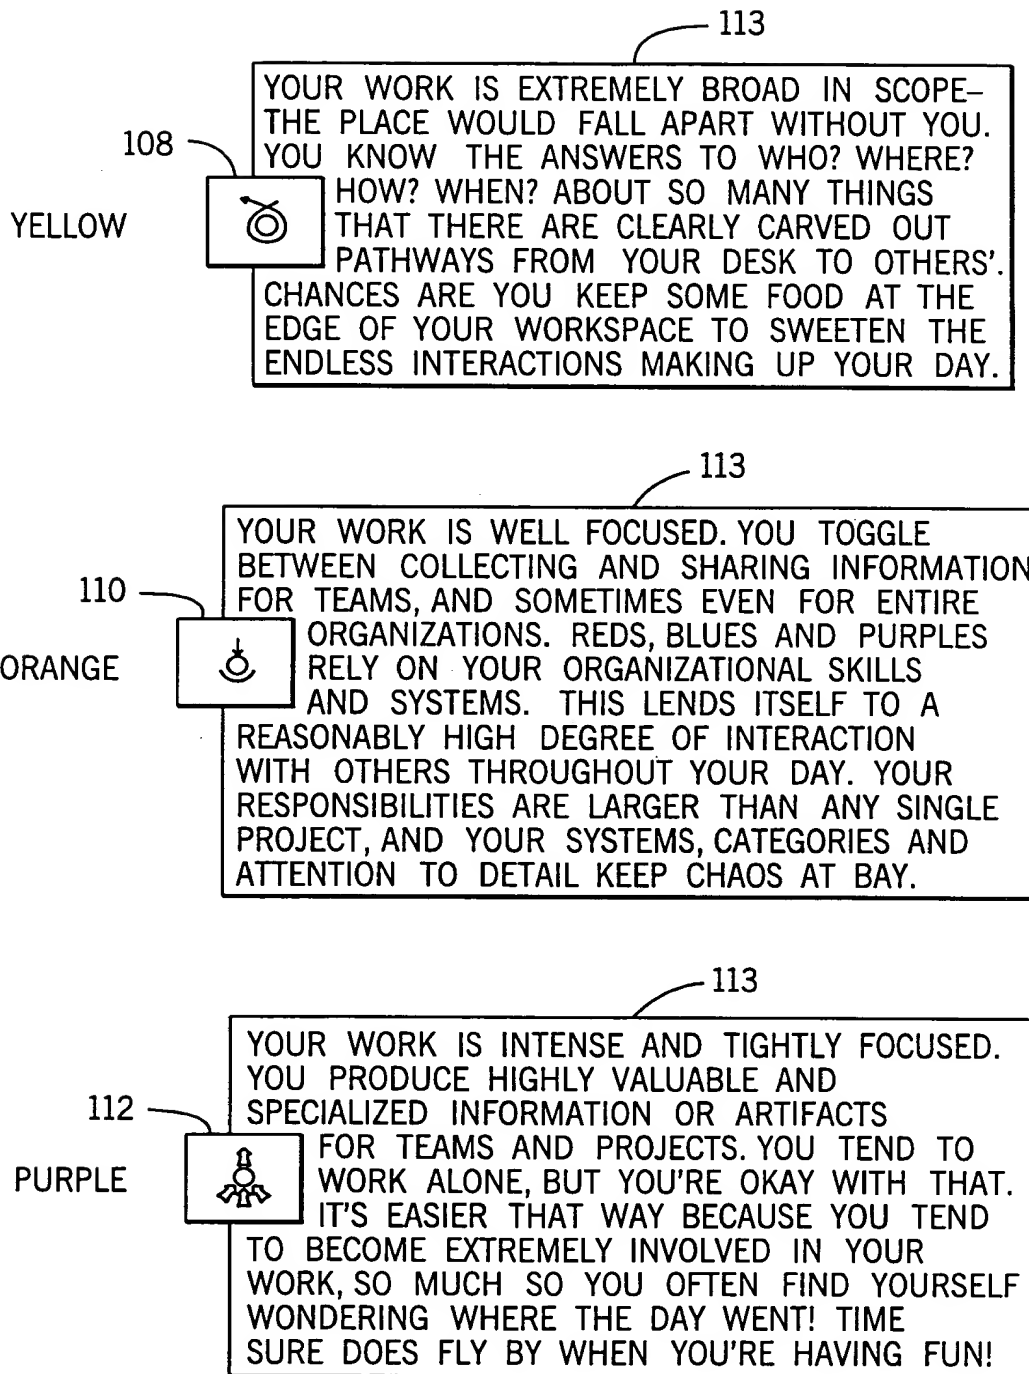 113
YOUR WORK IS EXTREMELY BROAD IN SCOPE–
THE PLACE WOULD FALL APART WITHOUT YOU.
108
YOU KNOW THE ANSWERS TO WHO? WHERE?
HOW? WHEN? ABOUT SO MANY THINGS
YELLOW
THAT THERE ARE CLEARLY CARVED OUT
PATHWAYS FROM YOUR DESK TO OTHERS'.
CHANCES ARE YOU KEEP SOME FOOD AT THE
EDGE OF YOUR WORKSPACE TO SWEETEN THE
ENDLESS INTERACTIONS MAKING UP YOUR DAY.
113
YOUR WORK IS WELL FOCUSED. YOU TOGGLE
BETWEEN COLLECTING AND SHARING INFORMATION
110
FOR TEAMS, AND SOMETIMES EVEN FOR ENTIRE
ORGANIZATIONS. REDS, BLUES AND PURPLES
ORANGE
RELY ON YOUR ORGANIZATIONAL SKILLS
AND SYSTEMS. THIS LENDS ITSELF TO A
REASONABLY HIGH DEGREE OF INTERACTION
WITH OTHERS THROUGHOUT YOUR DAY. YOUR
RESPONSIBILITIES ARE LARGER THAN ANY SINGLE
PROJECT, AND YOUR SYSTEMS, CATEGORIES AND
ATTENTION TO DETAIL KEEP CHAOS AT BAY.
113
YOUR WORK IS INTENSE AND TIGHTLY FOCUSED.
YOU PRODUCE HIGHLY VALUABLE AND
112
SPECIALIZED INFORMATION OR ARTIFACTS
FOR TEAMS AND PROJECTS. YOU TEND TO
PURPLE
WORK ALONE, BUT YOU'RE OKAY WITH THAT.
IT'S EASIER THAT WAY BECAUSE YOU TEND
TO BECOME EXTREMELY INVOLVED IN YOUR
WORK, SO MUCH SO YOU OFTEN FIND YOURSELF
WONDERING WHERE THE DAY WENT! TIME
SURE DOES FLY BY WHEN YOU'RE HAVING FUN!